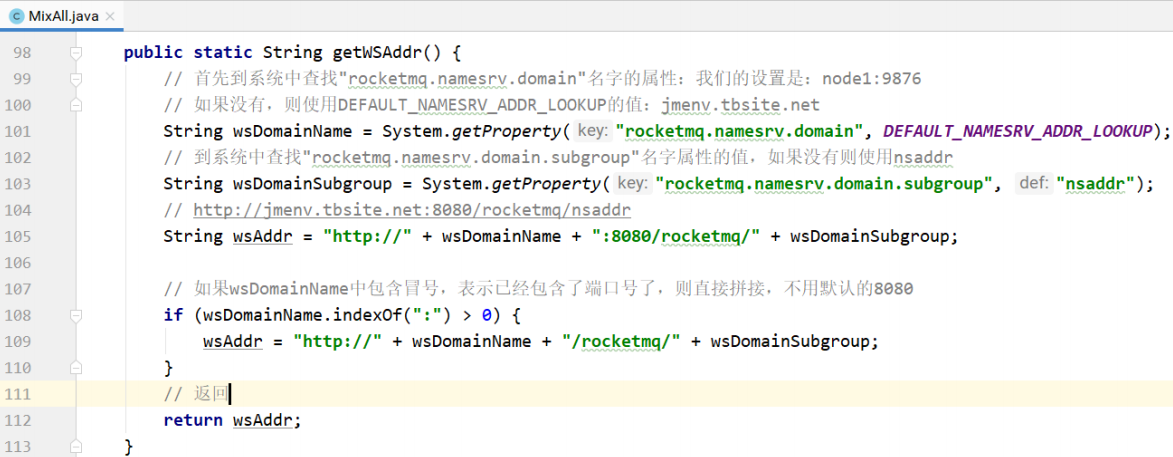 MixAll.java
98 public static String getWSAddr() {
99 // 首先到系统中查找"rocketmq.namesrv.domain"名字的属性：我们的设置是：node1:9876
100 // 如果没有，则使用DEFAULT_NAMESRV_ADDR_LOOKUP的值：jmenv.tbsite.net
101 String wsDomainName = System.getProperty( key: "rocketmq.namesrv.domain", DEFAULT_NAMESRV_ADDR_LOOKUP);
102 // 到系统中查找"rocketmq.namesrv.domain.subgroup"名字属性的值，如果没有则使用nsaddr
103 String wsDomainSubgroup = System.getProperty( key: "rocketmq.namesrv.domain.subgroup", def: "nsaddr");
104 // http://jmenv.tbsite.net:8080/rocketmq/nsaddr
105 String wsAddr = "http://" + wsDomainName + ":8080/rocketmq/" + wsDomainSubgroup;
106
107 // 如果wsDomainName中包含冒号，表示已经包含了端口号了，则直接拼接，不用默认的8080
108 if (wsDomainName.indexOf(":") > 0) {
109 wsAddr = "http://" + wsDomainName + "/rocketmq/" + wsDomainSubgroup;
110 }
111 // 返回
112 return wsAddr;
113 }